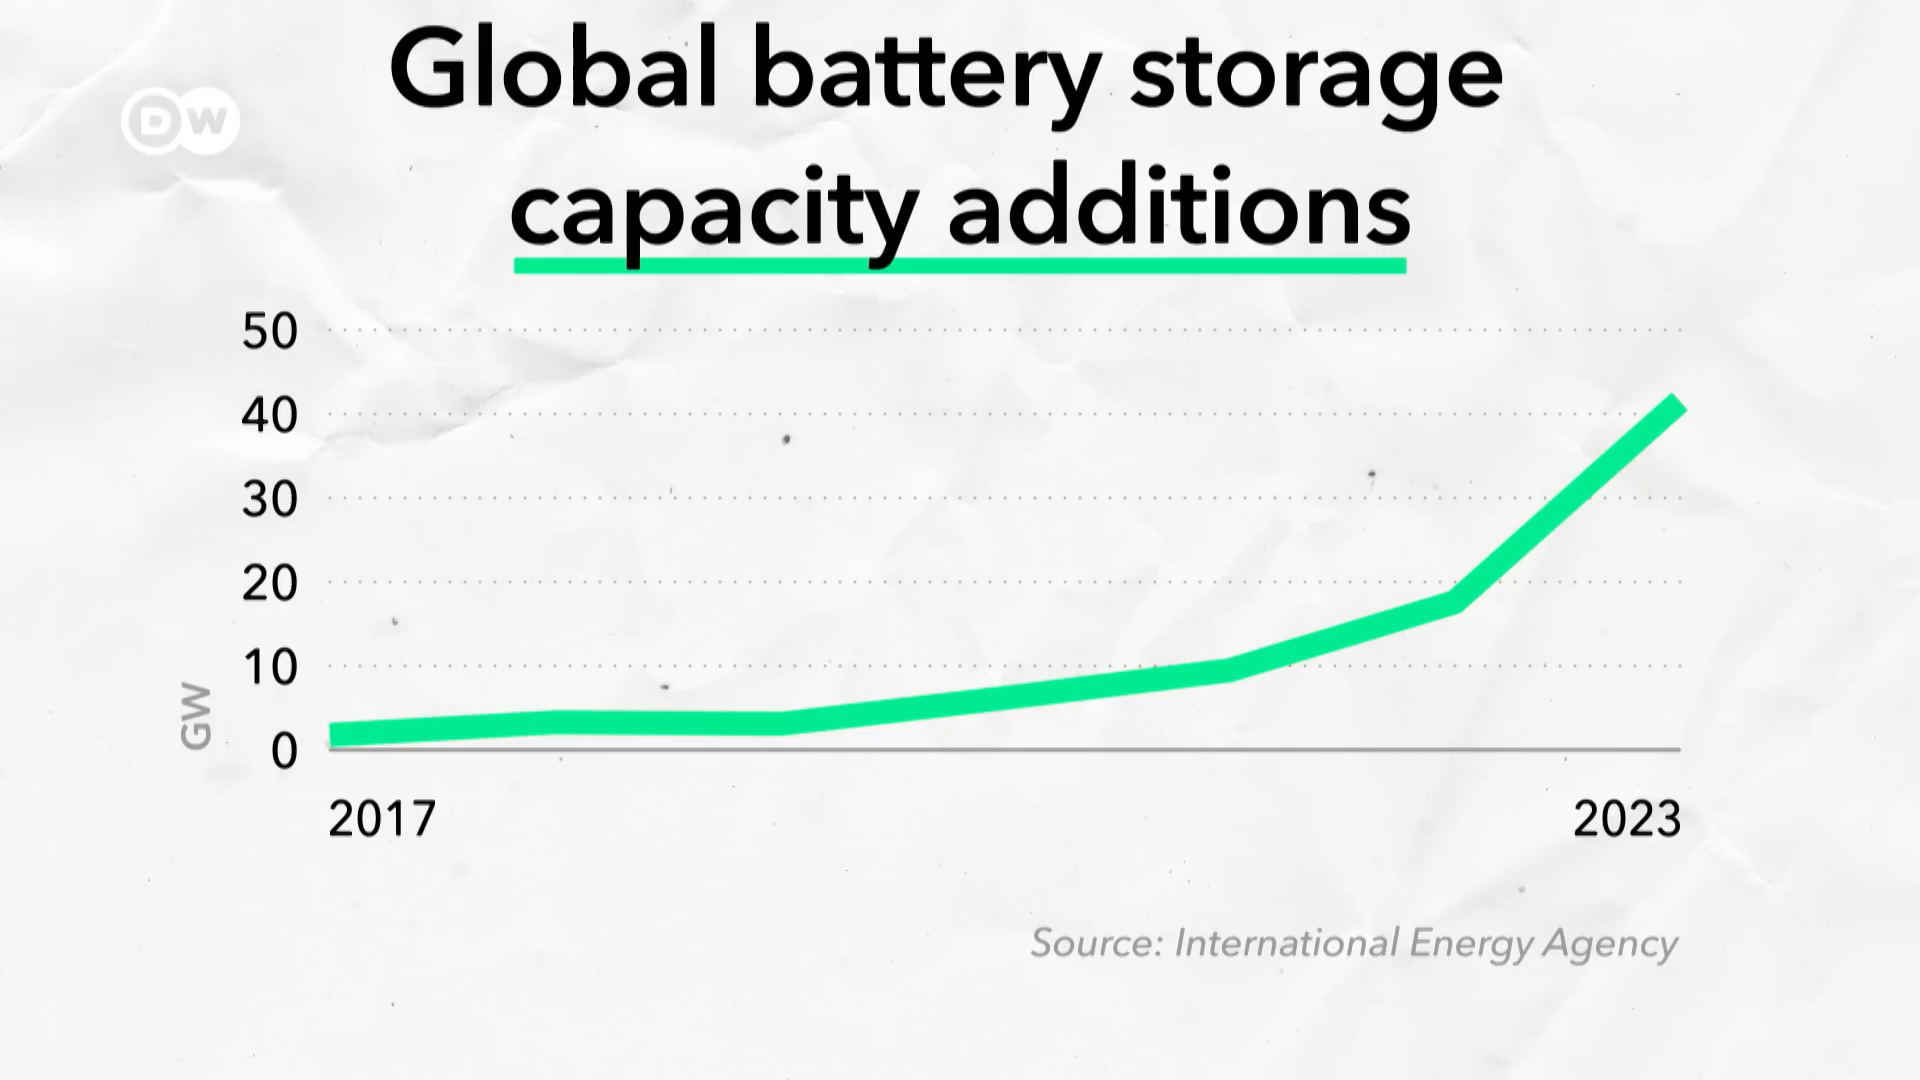 Global battery storage
DW
capacity additions
50
40
30
20
10
0
GW
2017
2023
Source: International Energy Agency